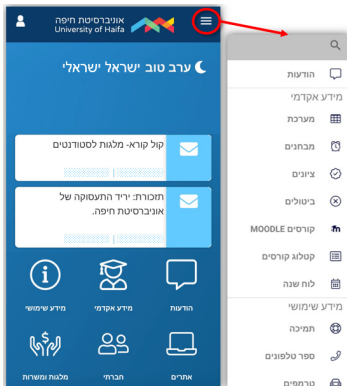 אוניברסיטת חיפה
University of Haifa
ערב טוב ישראל ישראלי
קול קורא- מלגות לסטודנטים
תזכורת: יריד התעסוקה של
אוניברסיטת חיפה.
הודעות
מידע אקדמי
מידע שימושי
אתרים
חברתי
מלגות ומשרות
הודעות
מידע אקדמי
מערכת
מבחנים
ציונים
ביטולים
קורסים MOODLE
קטלוג קורסים
לוח שנה
מידע שימושי
תמיכה
ספר טלפונים
טרמפים